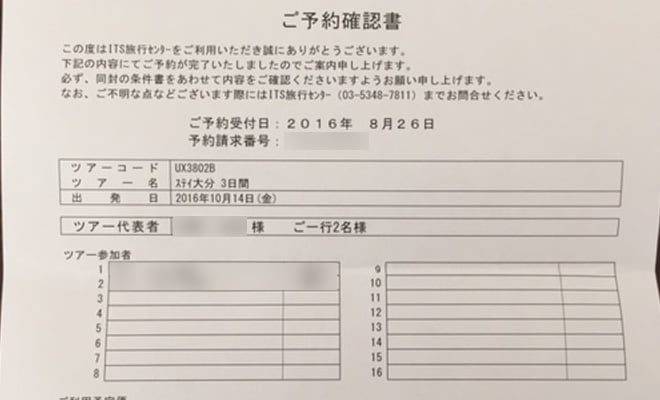 ご予約確認書
この度はITS旅行ｾﾝﾀｰをご利用いただき誠にありがとうございます。
下記の内容にてご予約が完了いたしましたのでご案内申し上げます。
必ず、同封の条件書をあわせて内容をご確認くださいますようお願い申し上げます。
なお、ご不明な点などございます際にはITS旅行ｾﾝﾀｰ（03-5348-7811）までお問合せください。
ご予約受付日：２０１６年 ８月２６日
予約請求番号：
ツアーコード UX3802B
ツアー名 ｽﾃｲ大分 3日間
出発日 2016年10月14日(金)
ツアー代表者 様 ご一行2名様
ツアー参加者
1 9
2 10
3 11
4 12
5 13
6 14
7 15
8 16